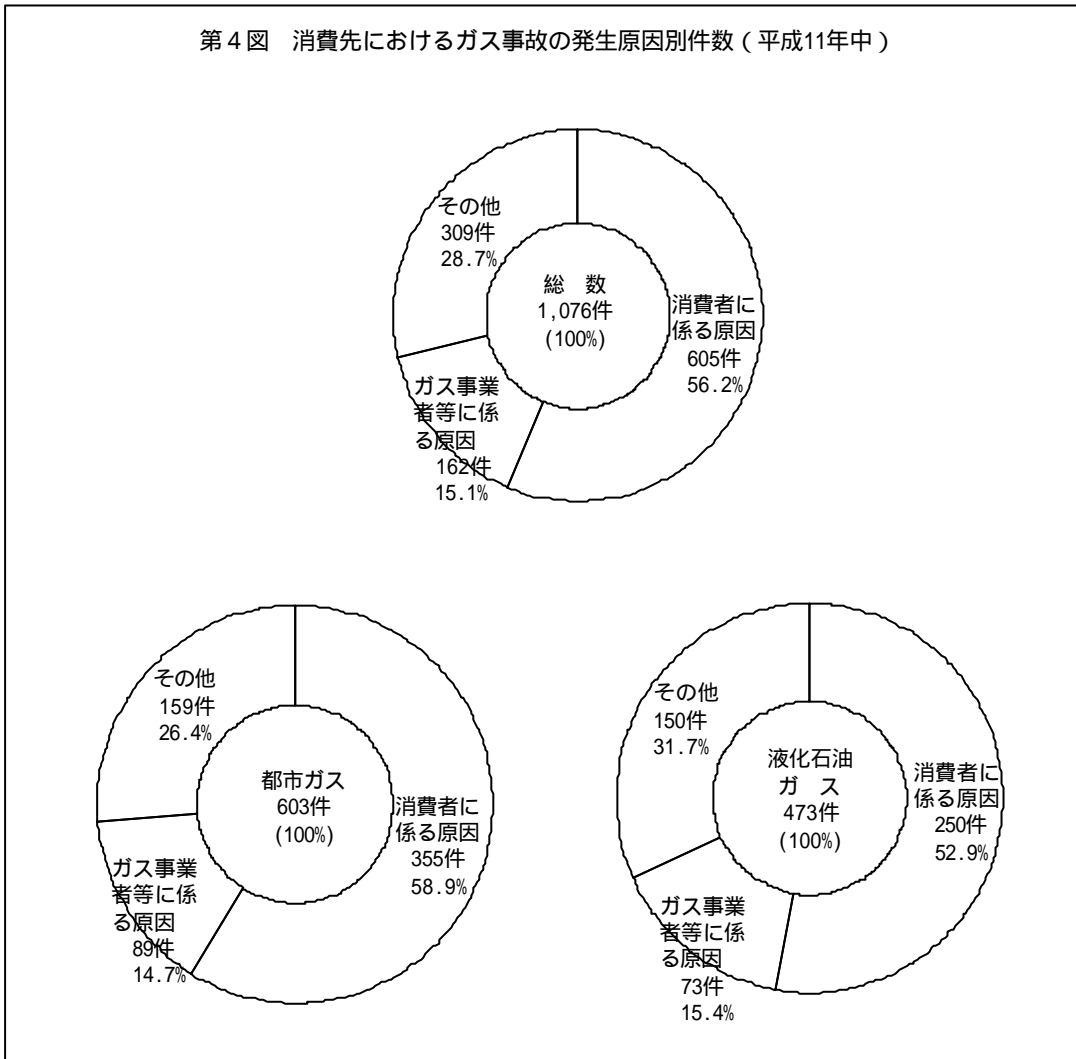 第４図　消費先におけるガス事故の発生原因別件数（平成11年中）
その他
309件
28.7%
総　数
1,076件
(100%)
消費者に
係る原因
605件
56.2%
ガス事業
者等に係
る原因
162件
15.1%
その他
159件
26.4%
都市ガス
603件
(100%)
消費者に
係る原因
355件
58.9%
ガス事業
者等に係
る原因
89件
14.7%
その他
150件
31.7%
液化石油
ガ　ス
473件
(100%)
消費者に
係る原因
250件
52.9%
ガス事業
者等に係
る原因
73件
15.4%